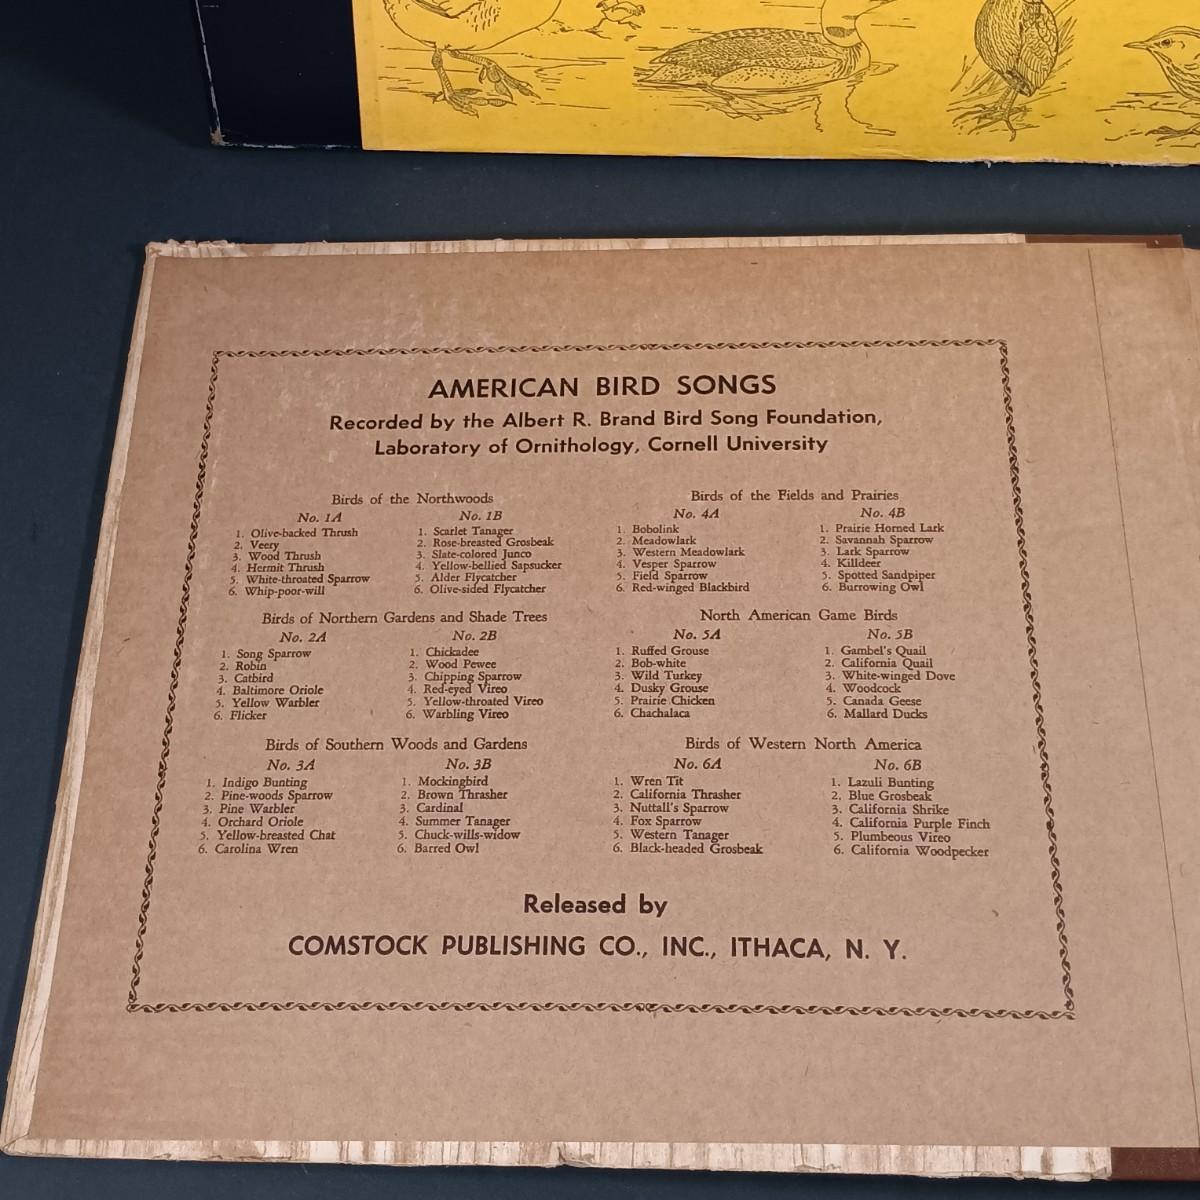 AMERICAN BIRD SONGS
Recorded by the Albert R. Brand Bird Song Foundation,
Laboratory of Ornithology, Cornell University
Birds of the Northwoods
No. 1A
1. Olive-backed Thrush
2. Veery
3. Wood Thrush
4. Hermit Thrush
5. White-throated Sparrow
6. Whip-poor-will
No. 1B
1. Scarlet Tanager
2. Rose-breasted Grosbeak
3. Slate-colored Junco
4. Yellow-bellied Sapsucker
5. Alder Flycatcher
6. Olive-sided Flycatcher
Birds of Northern Gardens and Shade Trees
No. 2A
1. Song Sparrow
2. Robin
3. Catbird
4. Baltimore Oriole
5. Yellow Warbler
6. Flicker
No. 2B
1. Chickadee
2. Wood Pewee
3. Chipping Sparrow
4. Red-eyed Vireo
5. Yellow-throated Vireo
6. Warbling Vireo
Birds of Southern Woods and Gardens
No. 3A
1. Indigo Bunting
2. Pine-woods Sparrow
3. Pine Warbler
4. Orchard Oriole
5. Yellow-breasted Chat
6. Carolina Wren
No. 3B
1. Mockingbird
2. Brown Thrasher
3. Cardinal
4. Summer Tanager
5. Chuck-wills-widow
6. Barred Owl
Birds of the Fields and Prairies
No. 4A
1. Bobolink
2. Meadowlark
3. Western Meadowlark
4. Vesper Sparrow
5. Field Sparrow
6. Red-winged Blackbird
No. 4B
1. Prairie Horned Lark
2. Savannah Sparrow
3. Lark Sparrow
4. Killdeer
5. Spotted Sandpiper
6. Burrowing Owl
North American Game Birds
No. 5A
1. Ruffed Grouse
2. Bob-white
3. Wild Turkey
4. Dusky Grouse
5. Prairie Chicken
6. Chachalaca
No. 5B
1. Gambel's Quail
2. California Quail
3. White-winged Dove
4. Woodcock
5. Canada Geese
6. Mallard Ducks
Birds of Western North America
No. 6A
1. Wren Tit
2. California Thrasher
3. Nuttall's Sparrow
4. Fox Sparrow
5. Western Tanager
6. Black-headed Grosbeak
No. 6B
1. Lazuli Bunting
2. Blue Grosbeak
3. California Shrike
4. California Purple Finch
5. Plumbeous Vireo
6. California Woodpecker
Released by
COMSTOCK PUBLISHING CO., INC., ITHACA, N. Y.